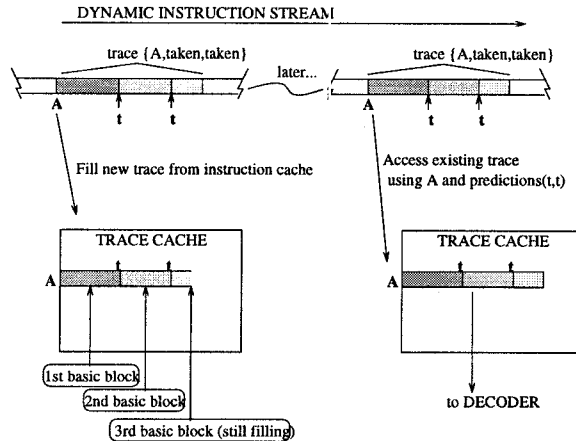 DYNAMIC INSTRUCTION STREAM
trace {A,taken,taken}
trace {A,taken,taken}
later...
A
t
t
A
t
t
Fill new trace from instruction cache
Access existing trace
using A and predictions(t,t)
TRACE CACHE
t
t
A
TRACE CACHE
t
t
A
1st basic block
2nd basic block
3rd basic block (still filling)
to DECODER